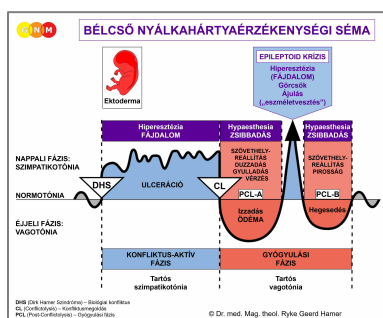 GNM
BÉLCSŐ NYÁLKAHÁRTYAÉRZÉKENYSÉGI SÉMA
Ektoderma
EPILEPTOID KRÍZIS
Hiperesztézia
(FÁJDALOM)
Görcsök
Ájulás
(„eszméletvesztés”)
Hiperesztézia
FÁJDALOM
Hypaesthesia
ZSIBBADÁS
Hypaesthesia
ZSIBBADÁS
NAPPALI FÁZIS:
SZIMPATIKOTÓNIA
SZÖVETHELY-
REÁLLÍTÁS
DUZZADÁS
GYULLADÁS
VÉRZÉS
SZÖVETHELY-
REÁLLÍTÁS
PIROSSÁG
DHS
ULCERÁCIÓ
CL
PCL-A
PCL-B
NORMOTÓNIA
Izzadás
ÖDÉMA
Hegesedés
ÉJJELI FÁZIS:
VAGOTÓNIA
KONFLIKTUS-AKTÍV
FÁZIS
GYÓGYULÁSI
FÁZIS
Tartós
szimpatikotónia
Tartós
vagotónia
DHS (Dirk Hamer Szindróma) – Biológiai konfliktus
CL (Conflictolysis) – Konfliktusmegoldás
PCL (Post-Conflictolysis) – Gyógyulási fázis
© Dr. med. Mag. theol. Ryke Geerd Hamer